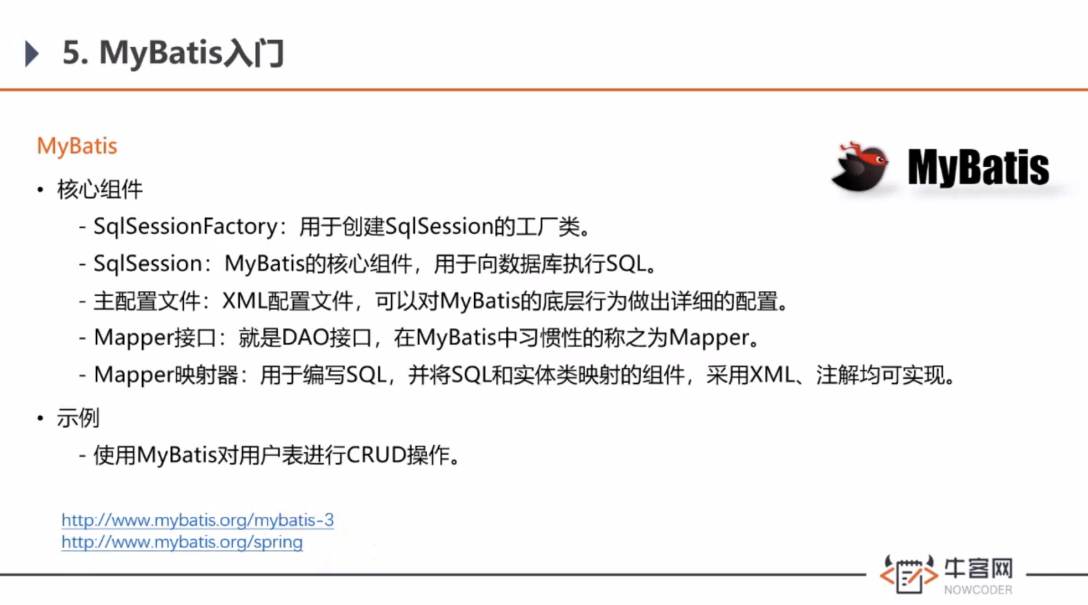 5. MyBatis入门
MyBatis
MyBatis
• 核心组件
- SqlSessionFactory：用于创建SqlSession的工厂类。
- SqlSession：MyBatis的核心组件，用于向数据库执行SQL。
- 主配置文件：XML配置文件，可以对MyBatis的底层行为做出详细的配置。
- Mapper接口：就是DAO接口，在MyBatis中习惯性的称之为Mapper。
- Mapper映射器：用于编写SQL，并将SQL和实体类映射的组件，采用XML、注解均可实现。
• 示例
- 使用MyBatis对用户表进行CRUD操作。
http://www.mybatis.org/mybatis-3
http://www.mybatis.org/spring
牛客网
NOWCODER